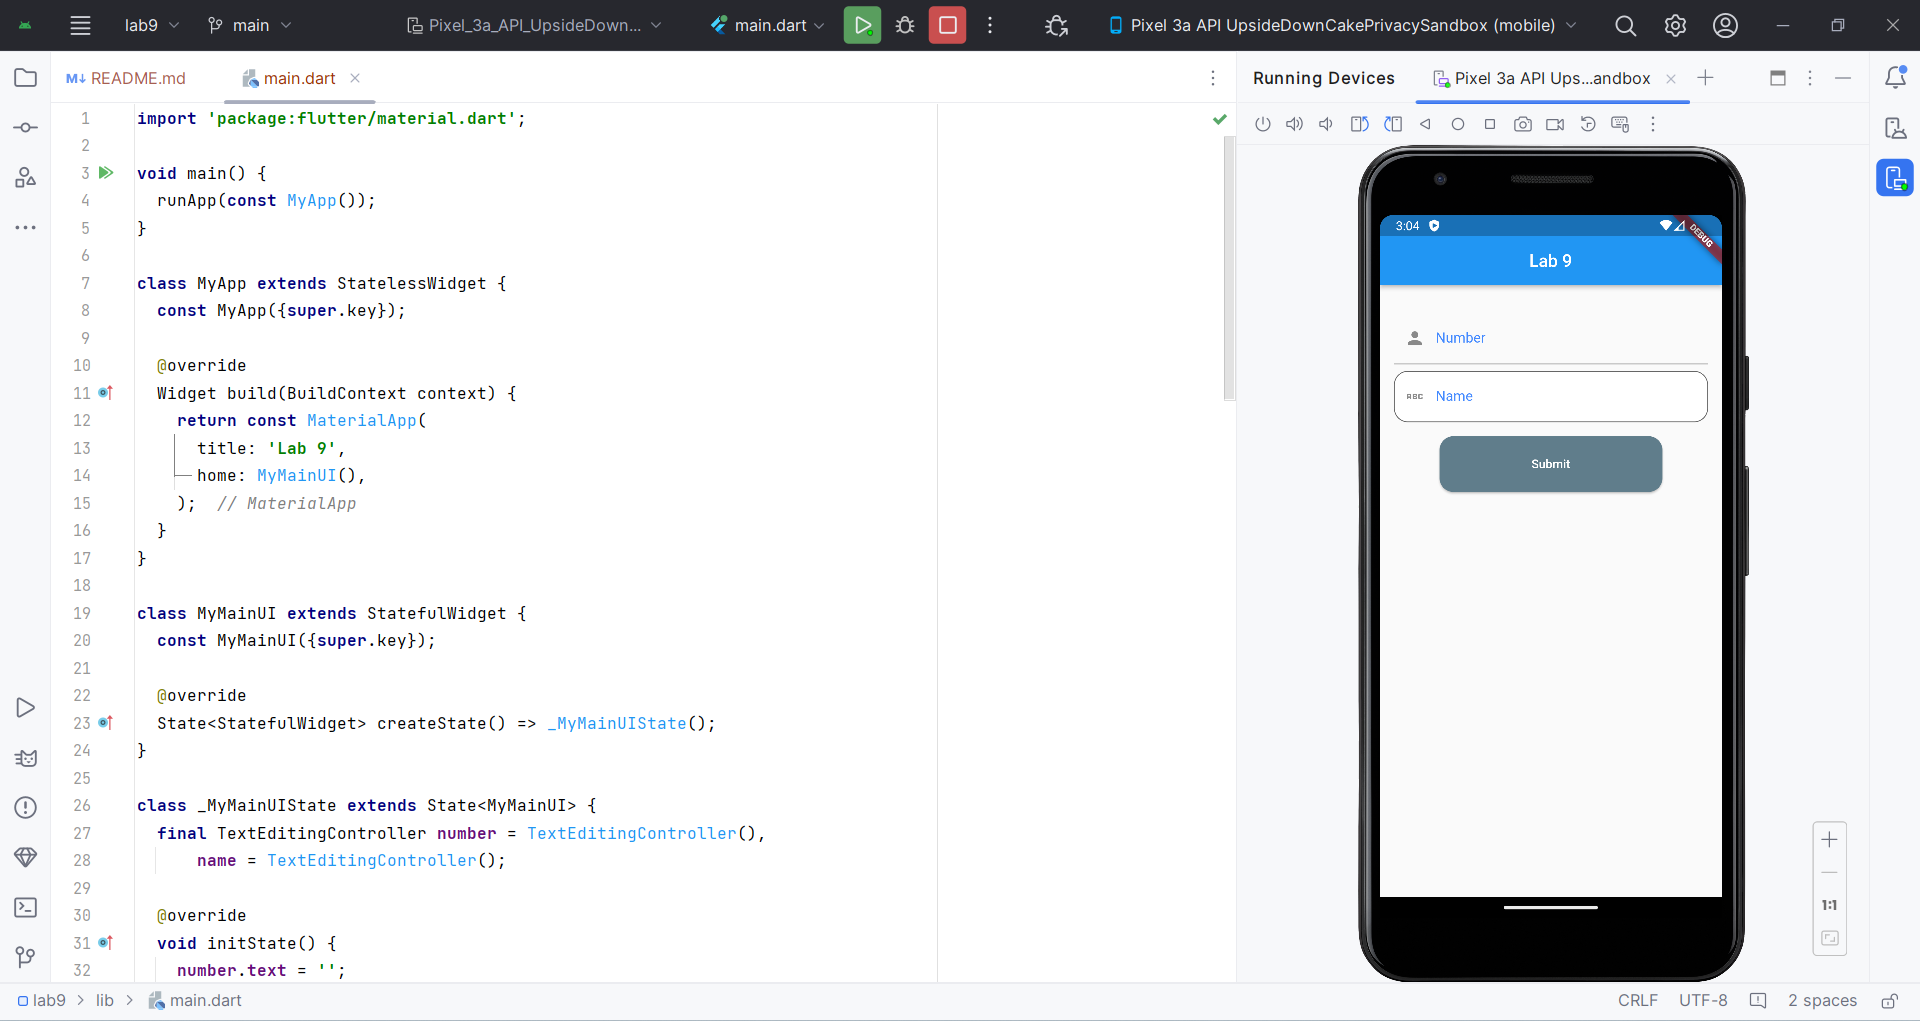 lab9
main
Pixel_3a_API_UpsideDown...
main.dart
Pixel 3a API UpsideDownCakePrivacySandbox (mobile)
M↓ README.md
main.dart
Running Devices
Pixel 3a API Ups...andbox
1 import 'package:flutter/material.dart';
2
3 void main() {
4 runApp(const MyApp());
5 }
6
7 class MyApp extends StatelessWidget {
8 const MyApp({super.key});
9
10 @override
11 Widget build(BuildContext context) {
12 return const MaterialApp(
13 title: 'Lab 9',
14 home: MyMainUI(),
15 ); // MaterialApp
16 }
17 }
18
19 class MyMainUI extends StatefulWidget {
20 const MyMainUI({super.key});
21
22 @override
23 State<StatefulWidget> createState() => _MyMainUIState();
24 }
25
26 class _MyMainUIState extends State<MyMainUI> {
27 final TextEditingController number = TextEditingController(),
28 name = TextEditingController();
29
30 @override
31 void initState() {
32 number.text = '';
3:04
DEBUG
Lab 9
Number
ABC Name
Submit
1:1
lab9 > lib > main.dart
CRLF UTF-8 2 spaces